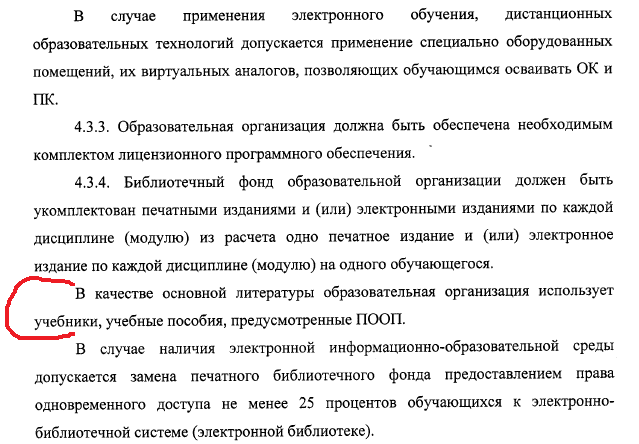 В случае применения электронного обучения, дистанционных
образовательных технологий допускается применение специально оборудованных
помещений, их виртуальных аналогов, позволяющих обучающимся осваивать ОК и
ПК.
4.3.3. Образовательная организация должна быть обеспечена необходимым
комплектом лицензионного программного обеспечения.
4.3.4. Библиотечный фонд образовательной организации должен быть
укомплектован печатными изданиями и (или) электронными изданиями по каждой
дисциплине (модулю) из расчета одно печатное издание и (или) электронное
издание по каждой дисциплине (модулю) на одного обучающегося.
В качестве основной литературы образовательная организация использует
учебники, учебные пособия, предусмотренные ПООП.
В случае наличия электронной информационно-образовательной среды
допускается замена печатного библиотечного фонда предоставлением права
одновременного доступа не менее 25 процентов обучающихся к электронно-
библиотечной системе (электронной библиотеке).